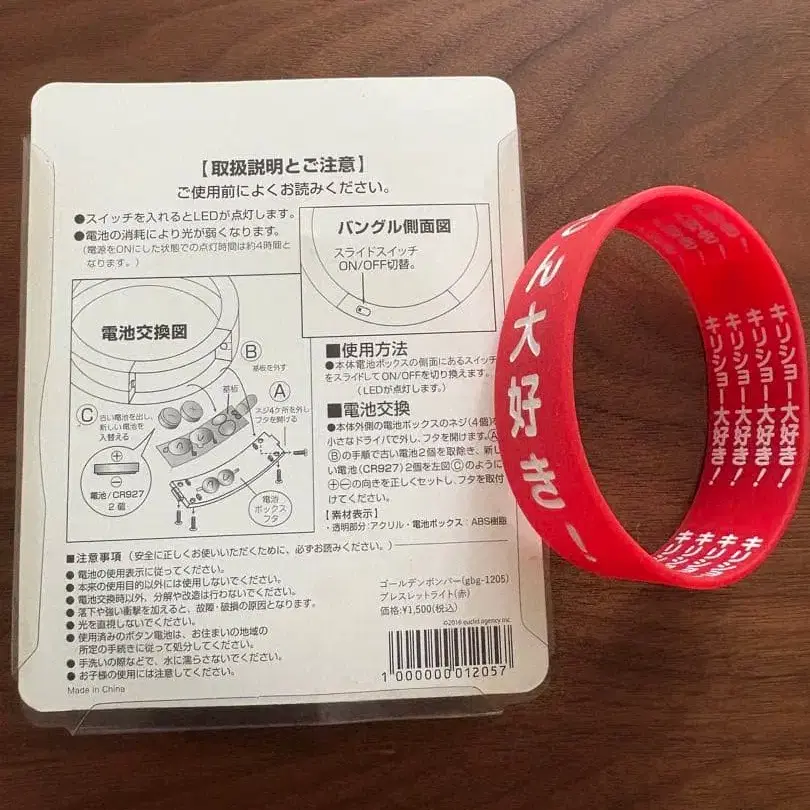 【取扱説明とご注意】
ご使用前によくお読みください。
●スイッチを入れるとLEDが点灯します。
●電池の消耗により光が弱くなります。
(電源をONにした状態での点灯時間は約4時間と
なります。)
バングル側面図
スライドスイッチ
ON/OFF切替。
電池交換図
Ⓑ
基板を外す
基板
Ⓐ
ネジ4ケ所を外し
フタを開ける
Ⓒ
古い電池を出し、
新しい電池を
入替える
⊕
⊖
電池/CR927
2個
電池
ボックス
フタ
■使用方法
●本体電池ボックスの側面にあるスイッチ
をスライドしてON/OFFを切り換えます。
(LEDが点灯します。)
■電池交換
●本体外側の電池ボックスのネジ(4個)を
小さなドライバで外し、フタを開けます。Ⓐ
Ⓑの手順で古い電池2個を取除き、新し
い電池(CR927)2個を左図Ⓒのように
⊕⊖の向きを正しくセットし、フタを取付
けてください。
【素材表示】
・透明部分:アクリル・電池ボックス:ABS樹脂
■注意事項(安全に正しくお使いいただくために、必ずお読みください。)
●電池の使用表示に従ってください。
●本来の使用目的以外には使用しないでください。
●電池交換時以外、分解や改造は行わないでください。
●落下や強い衝撃を加えると、故障・破損の原因となります。
●光を直視しないでください。
●使用済みのボタン電池は、お住まいの地域の
所定の手続きに従って処分してください。
●手洗いの際などで、水に濡らさないでください。
●お子様の使用には注意してください。
Made in China
ゴールデンボンバー(gbg-1205)
ブレスレットライト(赤)
価格:¥1,500(税込)
©2016 euclid agency inc.
1 000000 012057
さん大好き!
キリショー大好き!
キリショー大好き!
キリショー大好き!
キリショー大好き!